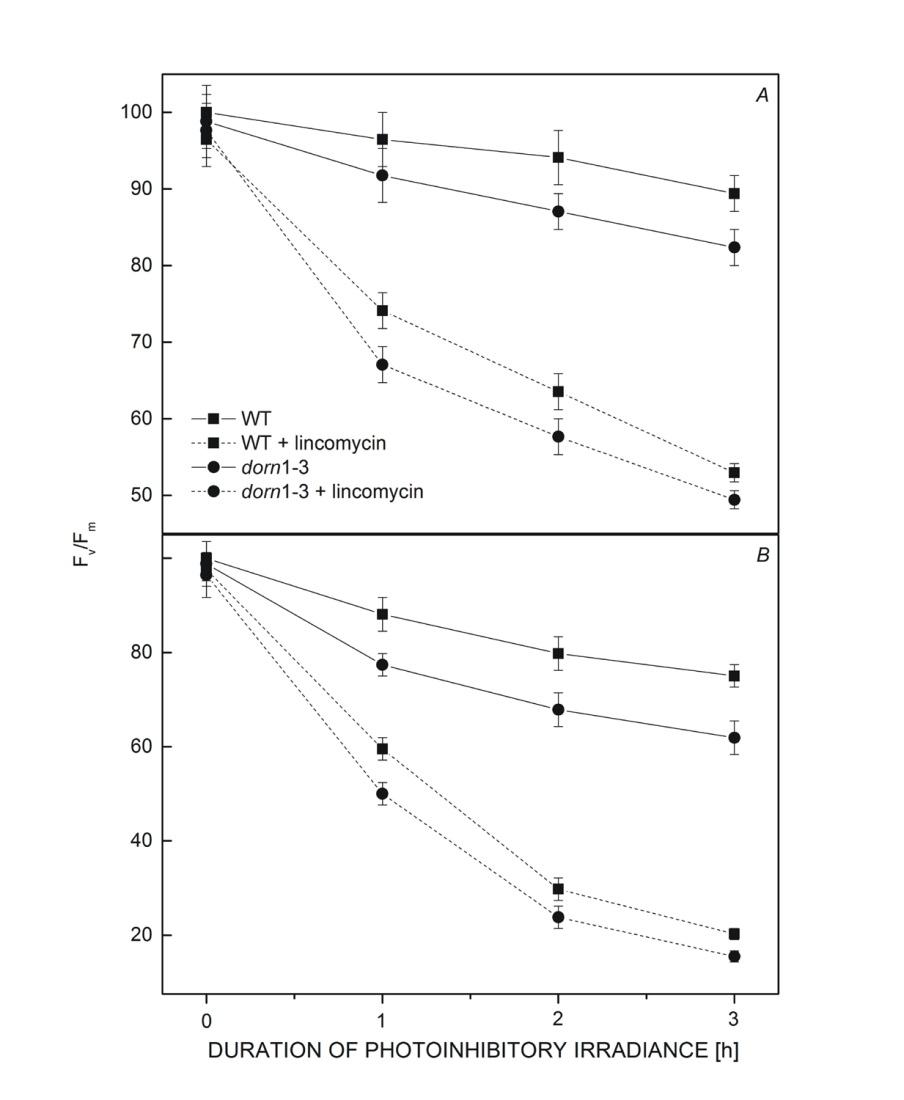 A
100
90
80
70
60
50
WT
WT + lincomycin
dorn1-3
dorn1-3 + lincomycin
Fv/Fm
B
80
60
40
20
0 1 2 3
DURATION OF PHOTOINHIBITORY IRRADIANCE [h]